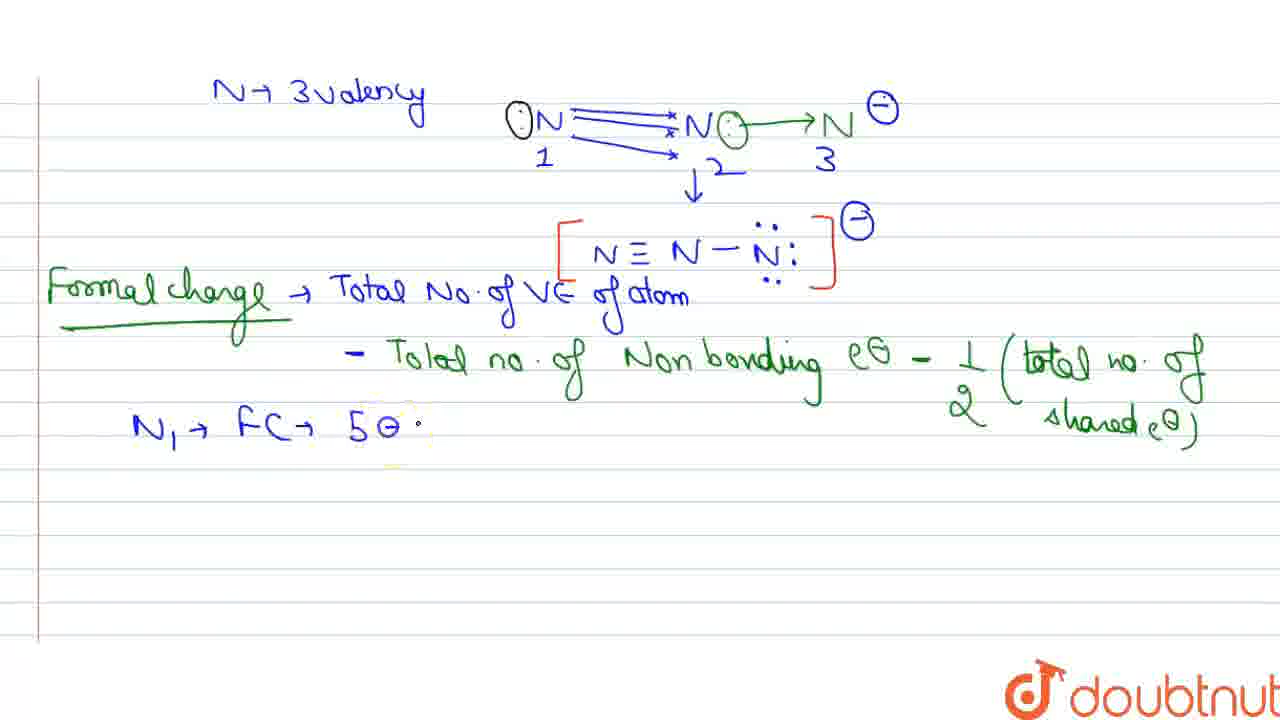 N → 3 valency
:N N: → N ⊖
1 2 3
↓
[N ≡ N – N̈:]⊖
Formal charge → Total No. of VE of atom
- Total no. of Non bonding e⊖ - 1/2 (total no. of shared e⊖)
N₁ → FC → 5 ⊖ ·
doubtnut